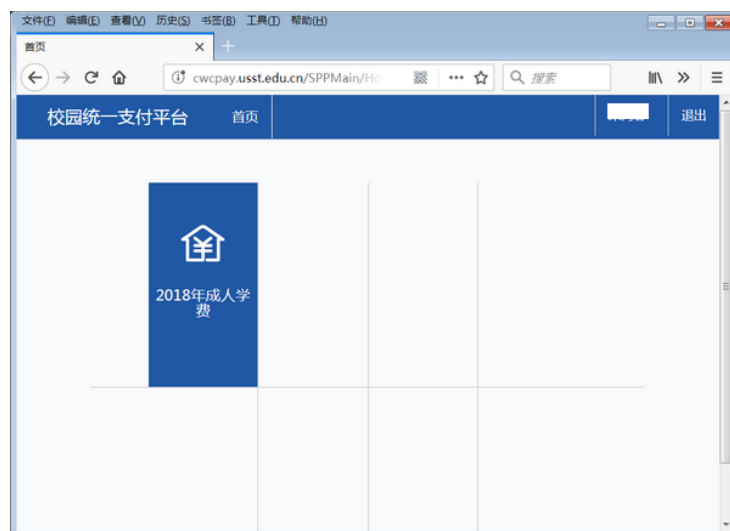 文件(F) 编辑(E) 查看(V) 历史(S) 书签(B) 工具(T) 帮助(H)
首页
cwcpay.usst.edu.cn/SPPMain/Ho
搜索
校园统一支付平台 首页 退出
2018年成人学
费